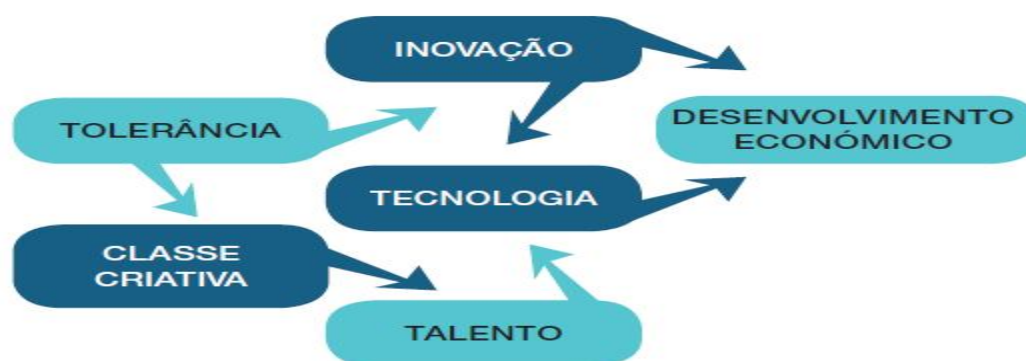 INOVAÇÃO
TOLERÂNCIA
DESENVOLVIMENTO
ECONÓMICO
TECNOLOGIA
CLASSE
CRIATIVA
TALENTO